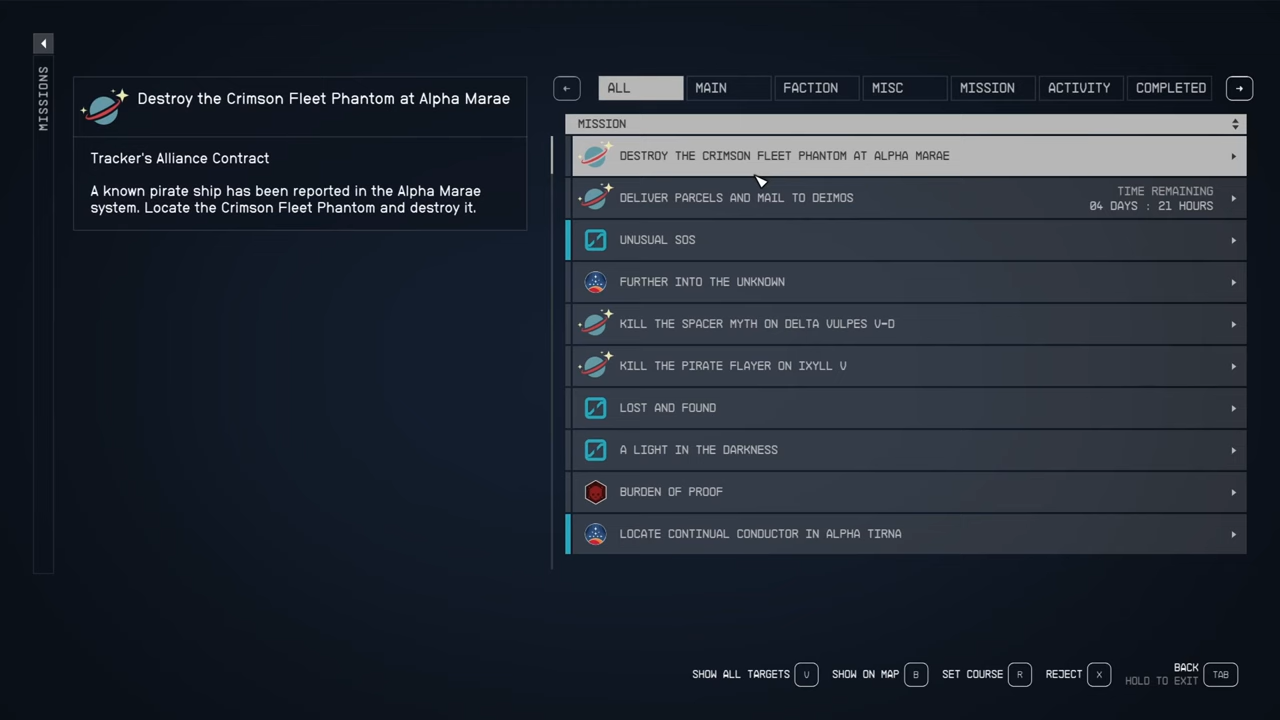 MISSIONS
Destroy the Crimson Fleet Phantom at Alpha Marae
Tracker's Alliance Contract
A known pirate ship has been reported in the Alpha Marae
system. Locate the Crimson Fleet Phantom and destroy it.
ALL
MAIN
FACTION
MISC
MISSION
ACTIVITY
COMPLETED
MISSION
DESTROY THE CRIMSON FLEET PHANTOM AT ALPHA MARAE
DELIVER PARCELS AND MAIL TO DEIMOS
TIME REMAINING
04 DAYS : 21 HOURS
UNUSUAL SOS
FURTHER INTO THE UNKNOWN
KILL THE SPACER MYTH ON DELTA VULPES V-D
KILL THE PIRATE FLAYER ON IXYLL V
LOST AND FOUND
A LIGHT IN THE DARKNESS
BURDEN OF PROOF
LOCATE CONTINUAL CONDUCTOR IN ALPHA TIRNA
SHOW ALL TARGETS V
SHOW ON MAP B
SET COURSE R
REJECT X
BACK
HOLD TO EXIT
TAB